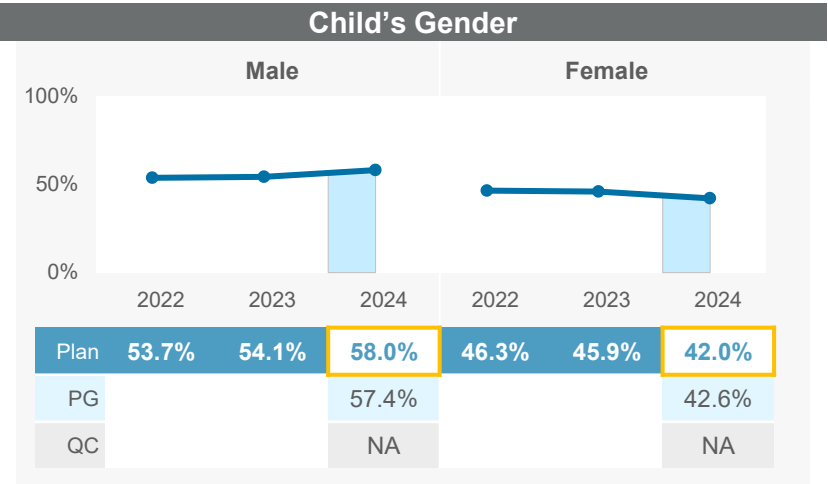 Child’s Gender
Male Female
100%
50%
0%
2022 2023 2024 2022 2023 2024
Plan 53.7% 54.1% 58.0% 46.3% 45.9% 42.0%
PG 57.4% 42.6%
QC NA NA